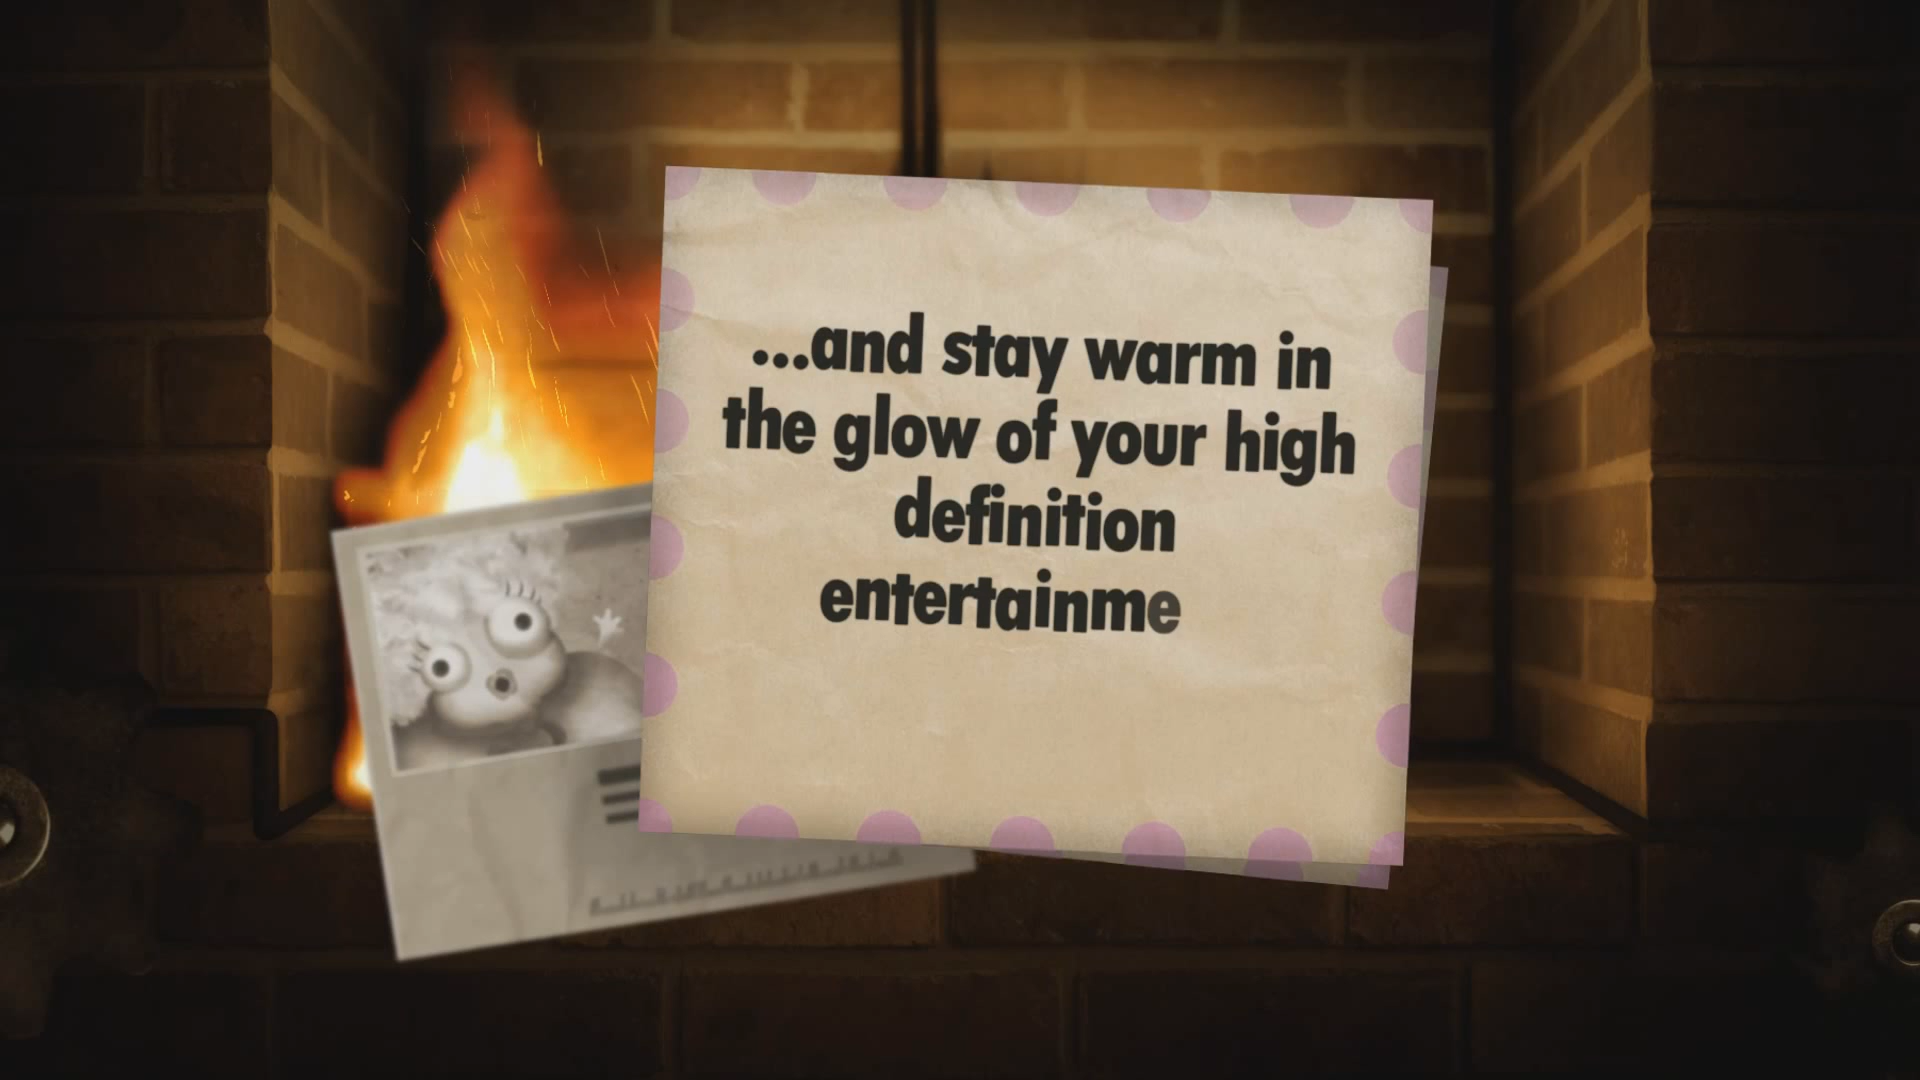 ...and stay warm in
the glow of your high
definition
entertainme